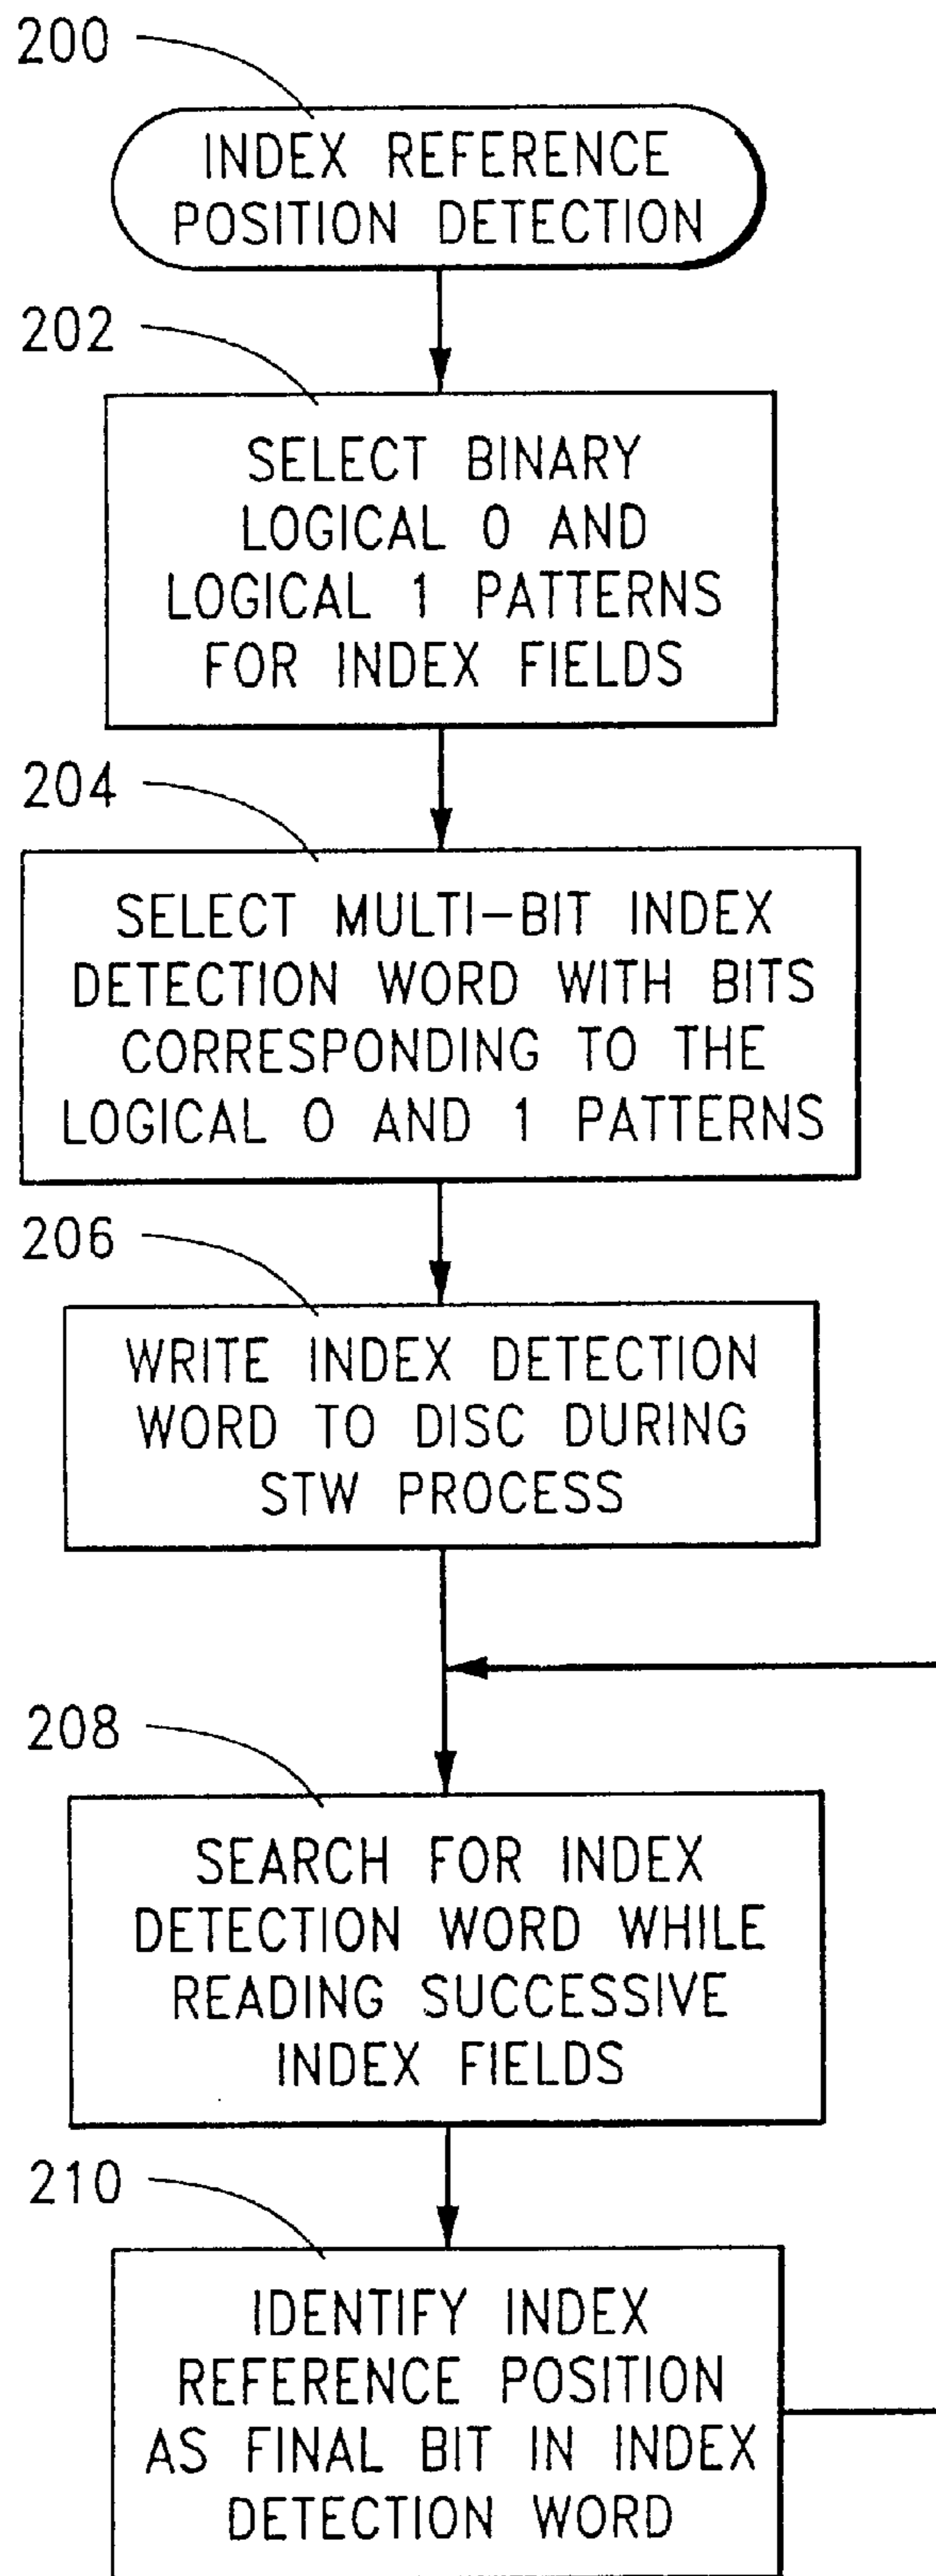 200
INDEX REFERENCE
POSITION DETECTION
202
SELECT BINARY
LOGICAL 0 AND
LOGICAL 1 PATTERNS
FOR INDEX FIELDS
204
SELECT MULTI-BIT INDEX
DETECTION WORD WITH BITS
CORRESPONDING TO THE
LOGICAL 0 AND 1 PATTERNS
206
WRITE INDEX DETECTION
WORD TO DISC DURING
STW PROCESS
208
SEARCH FOR INDEX
DETECTION WORD WHILE
READING SUCCESSIVE
INDEX FIELDS
210
IDENTIFY INDEX
REFERENCE POSITION
AS FINAL BIT IN INDEX
DETECTION WORD